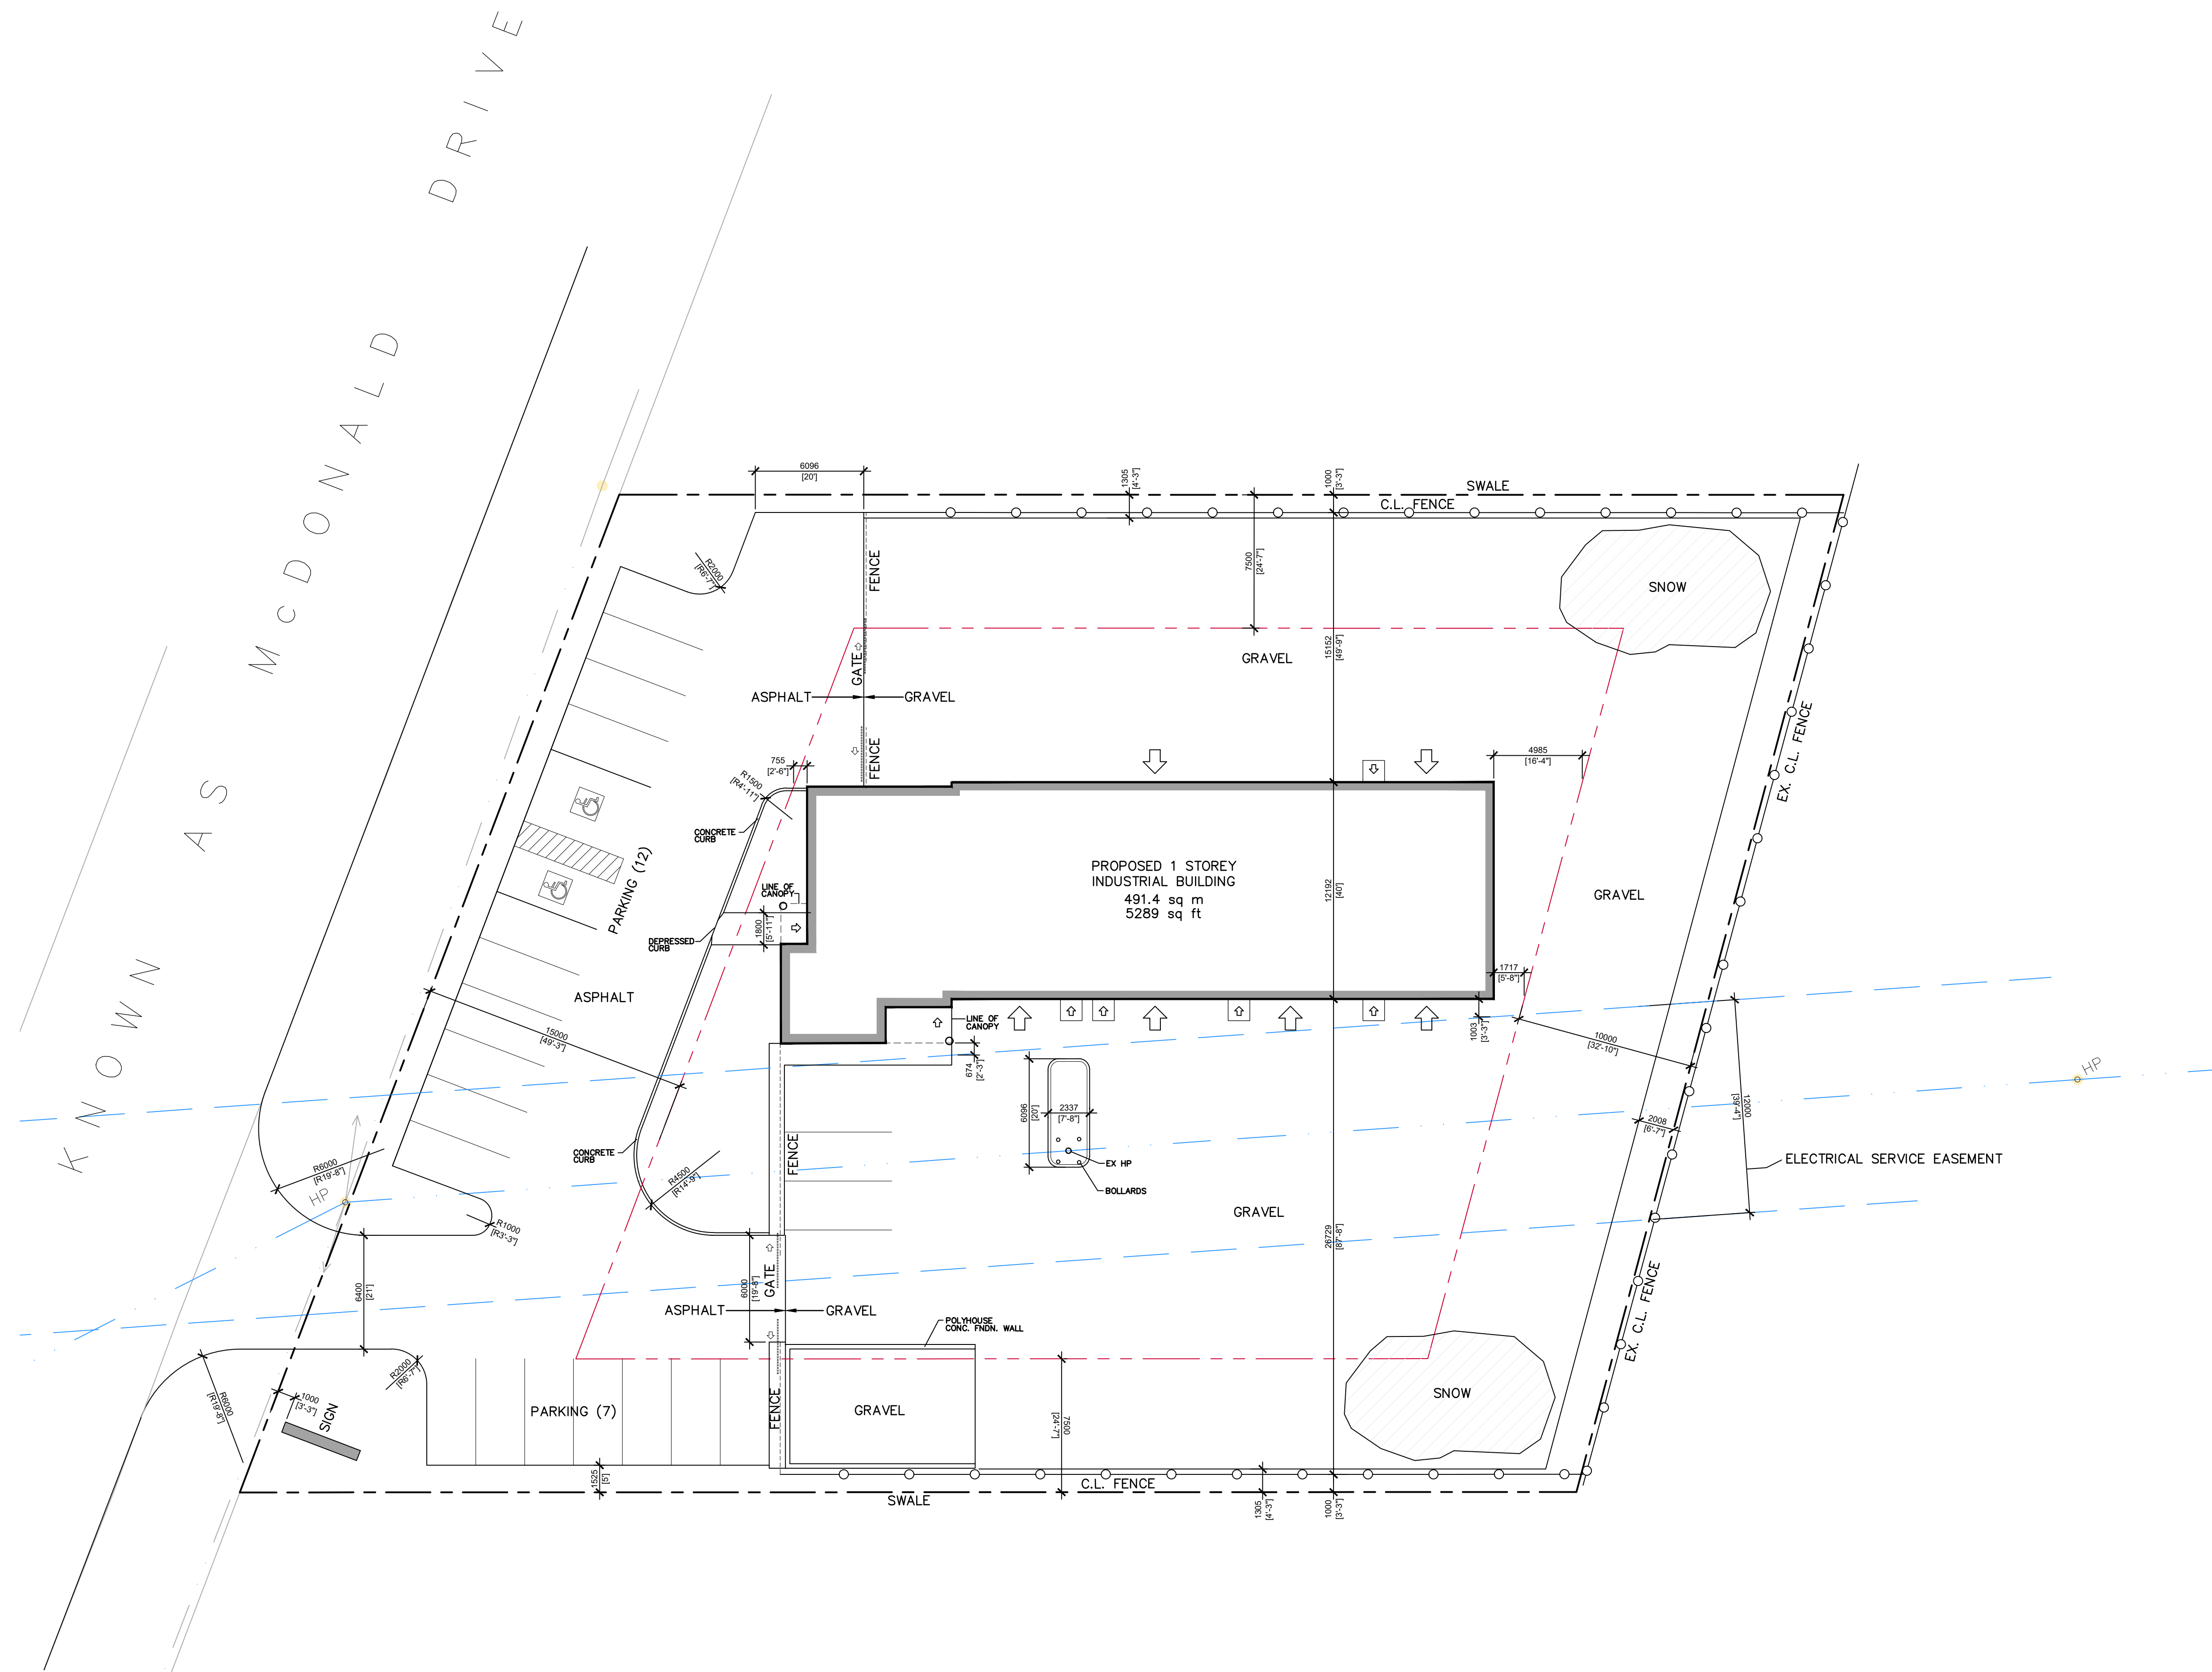 KNOWN AS McDONALD DRIVE
6096
[20']
1305
[4'-3"]
1000
[3'-3"]
SWALE
C.L. FENCE
R2000
[R6'-7"]
FENCE
7500
[24'-7"]
SNOW
GATE
15152
[49'-9"]
GRAVEL
ASPHALT
GRAVEL
EX. C.L. FENCE
FENCE
755
[2'-6"]
R1500
[R4'-11"]
4985
[16'-4"]
CONCRETE
CURB
PARKING (12)
LINE OF
CANOPY
PROPOSED 1 STOREY
INDUSTRIAL BUILDING
491.4 sq m
5289 sq ft
12192
[40']
GRAVEL
DEPRESSED
CURB
1800
[5'-11"]
1717
[5'-8"]
ASPHALT
15000
[49'-3"]
LINE OF
CANOPY
1003
[3'-3"]
10000
[32'-10"]
674
[2'-3"]
HP
6096
[20']
2337
[7'-8"]
12000
[39'-4"]
2008
[6'-7"]
CONCRETE
CURB
FENCE
EX HP
ELECTRICAL SERVICE EASEMENT
R6000
[R19'-8"]
HP
R4500
[R14'-9"]
BOLLARDS
R1000
[R3'-3"]
GRAVEL
26729
[87'-8"]
6400
[21']
6000
[19'-8"]
GATE
ASPHALT
GRAVEL
EX. C.L. FENCE
POLYHOUSE
CONC. FNDN. WALL
R2000
[R6'-7"]
R6000
[R19'-8"]
1000
[3'-3"]
SIGN
PARKING (7)
FENCE
GRAVEL
7500
[24'-7"]
SNOW
1525
[5']
SWALE
C.L. FENCE
1305
[4'-3"]
1000
[3'-3"]